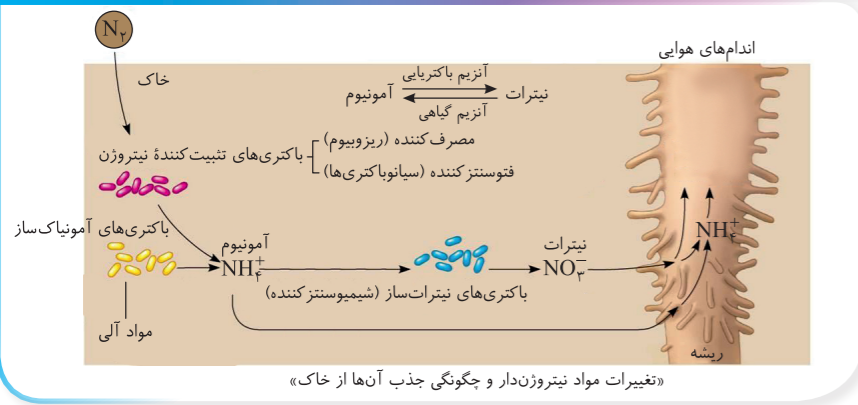 N۲
اندام‌های هوایی
خاک
آنزیم باکتریایی
نیترات
آمونیوم
آنزیم گیاهی
باکتری‌های تثبیت‌کنندهٔ نیتروژن
مصرف‌کننده (ریزوبیوم)
فتوسنتزکننده (سیانوباکتری‌ها)
باکتری‌های آمونیاک‌ساز
آمونیوم
NH۴+
نیترات
NO۳−
NH۴+
باکتری‌های نیترات‌ساز (شیمیوسنتزکننده)
مواد آلی
ریشه
«تغییرات مواد نیتروژن‌دار و چگونگی جذب آن‌ها از خاک»